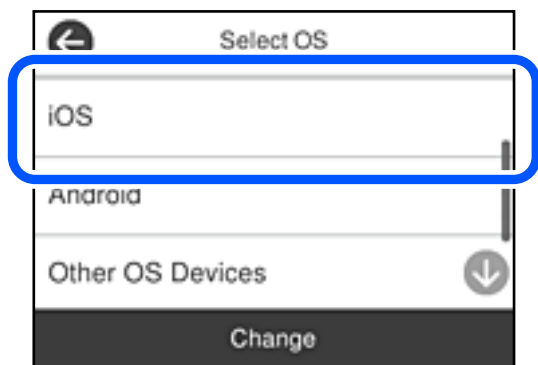 Select OS
iOS
Android
Other OS Devices
Change